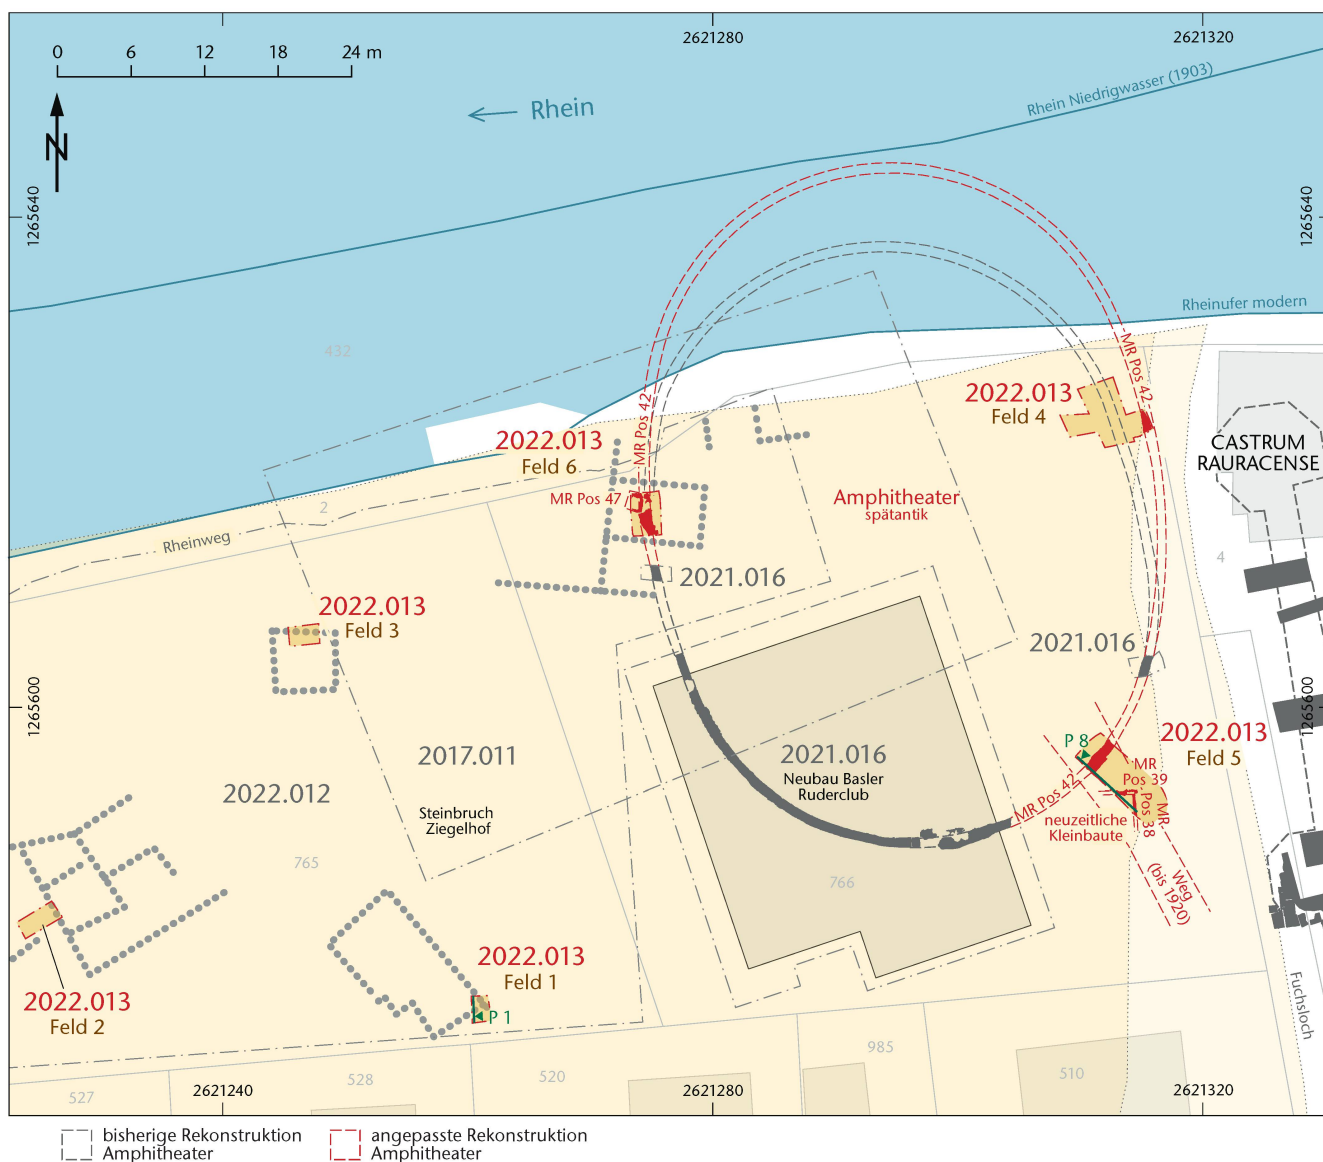 0 6 12 18 24 m
2621280
2621320
N
Rhein
Rhein Niedrigwasser (1903)
1265640
1265640
Rheinufer modern
432
MR Pos 42
MR Pos 42
2022.013
Feld 4
2022.013
Feld 6
CASTRUM
RAURACENSE
MR Pos 47
Amphitheater
spätantik
2
Rheinweg
4
2021.016
2022.013
Feld 3
2021.016
1265600
1265600
2022.013
Feld 5
P 8
2017.011
2021.016
Neubau Basler
Ruderclub
MR
Pos 39
MR Pos 42
MR
Pos 38
2022.012
Steinbruch
Ziegelhof
neuzeitliche
Kleinbaute
765
766
Weg
(bis 1920)
2022.013
Feld 1
P 1
2022.013
Feld 2
Fuchsloch
985
510
520
528
527
2621240
2621280
2621320
bisherige Rekonstruktion
Amphitheater
angepasste Rekonstruktion
Amphitheater